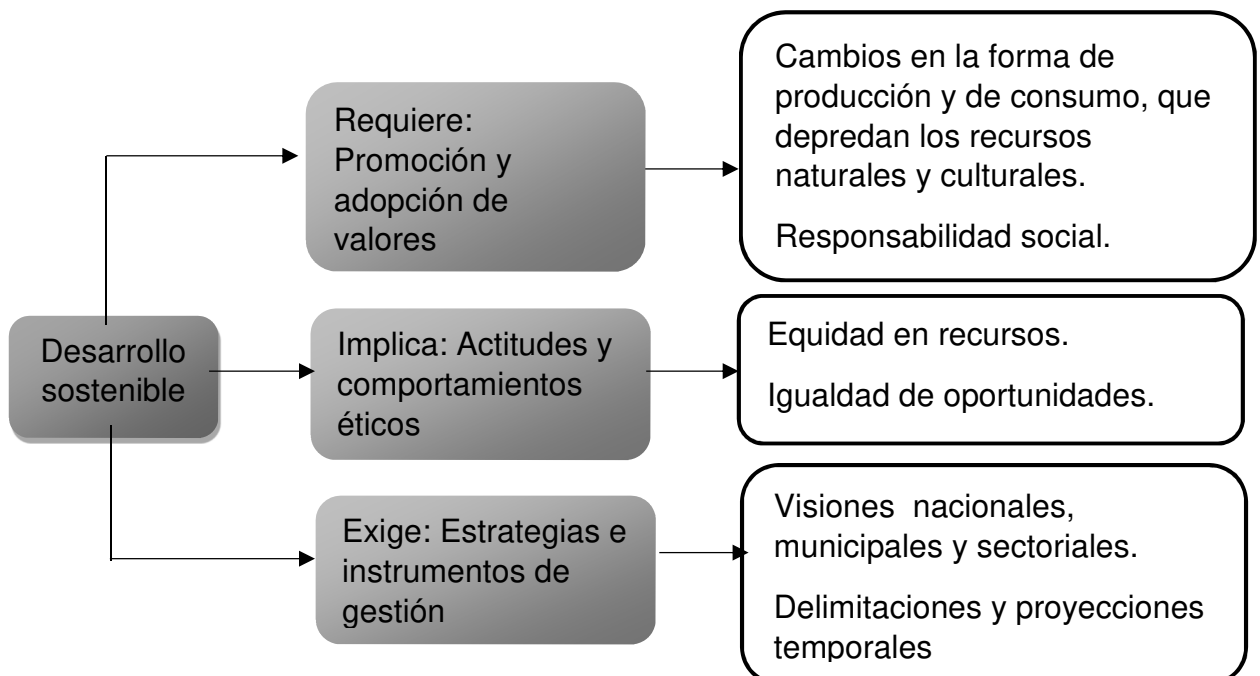 Desarrollo
sostenible
Requiere:
Promoción y
adopción de
valores
Cambios en la forma de
producción y de consumo, que
depredan los recursos
naturales y culturales.
Responsabilidad social.
Implica: Actitudes y
comportamientos
éticos
Equidad en recursos.
Igualdad de oportunidades.
Exige: Estrategias e
instrumentos de
gestión
Visiones nacionales,
municipales y sectoriales.
Delimitaciones y proyecciones
temporales